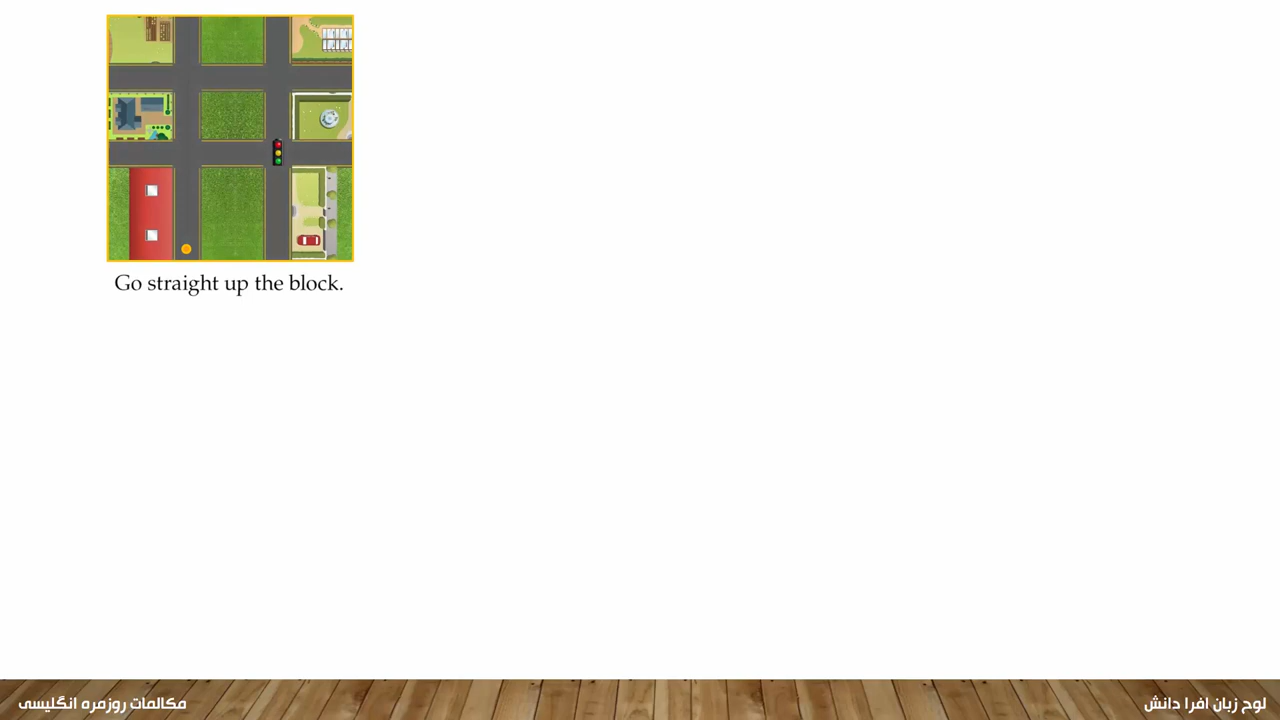 Go straight up the block.
مکالمات روزمره انگلیسی
لوح زبان افرا دانش